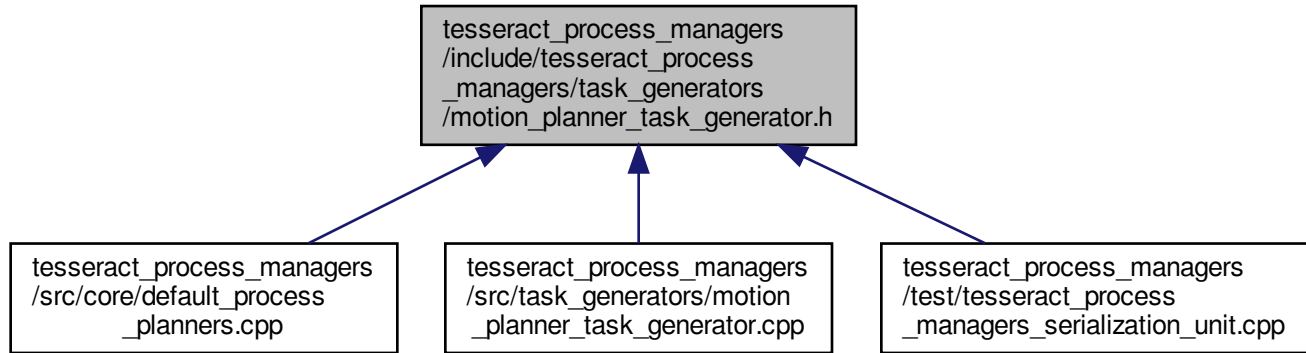 tesseract_process_managers
/include/tesseract_process
_managers/task_generators
/motion_planner_task_generator.h
tesseract_process_managers
/src/core/default_process
_planners.cpp
tesseract_process_managers
/src/task_generators/motion
_planner_task_generator.cpp
tesseract_process_managers
/test/tesseract_process
_managers_serialization_unit.cpp